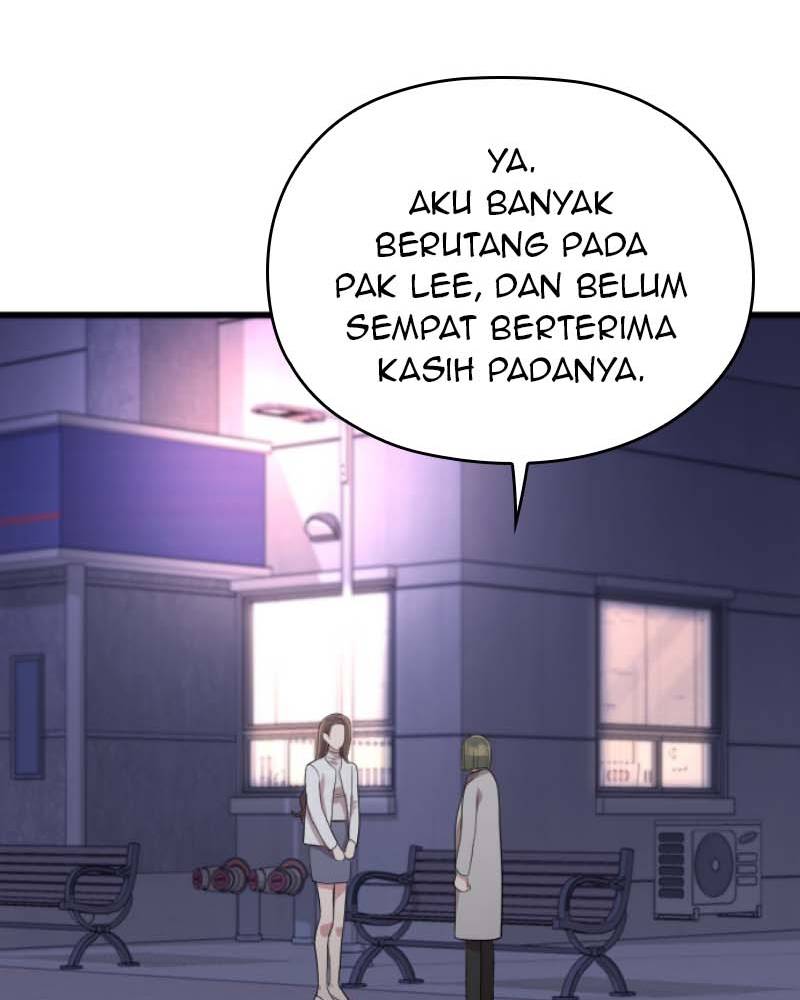 YA.
AKU BANYAK
BERUTANG PADA
PAK LEE, DAN BELUM
SEMPAT BERTERIMA
KASIH PADANYA.